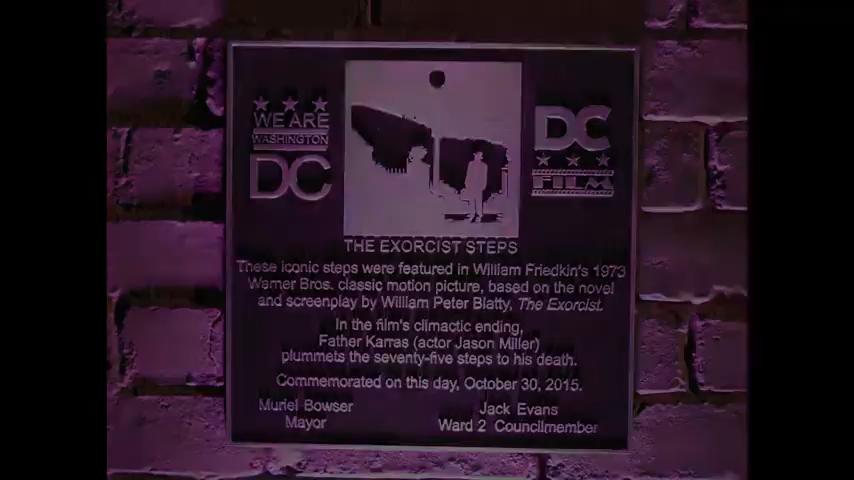 WE ARE
WASHINGTON
DC
DC
FILM
THE EXORCIST STEPS
These iconic steps were featured in William Friedkin's 1973
Warner Bros. classic motion picture, based on the novel
and screenplay by William Peter Blatty, The Exorcist.
In the film's climactic ending,
Father Karras (actor Jason Miller)
plummets the seventy-five steps to his death.
Commemorated on this day, October 30, 2015.
Muriel Bowser
Mayor
Jack Evans
Ward 2 Councilmember